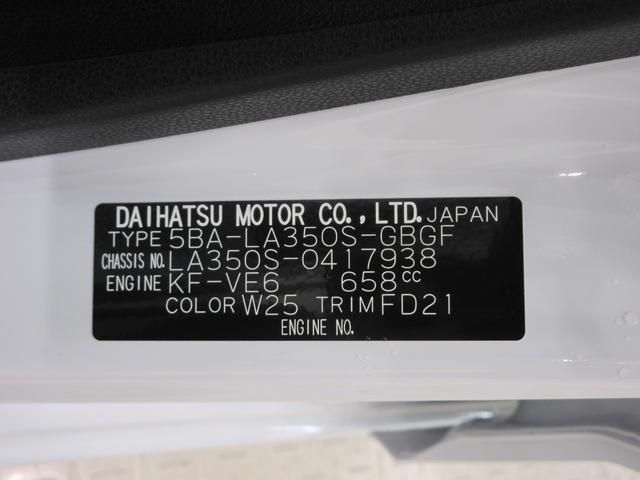 DAIHATSU MOTOR CO., LTD. JAPAN
TYPE 5BA-LA350S-GBGF
CHASSIS NO. LA350S-0417938
ENGINE KF-VE6 658cc
COLOR W25 TRIM FD21
ENGINE NO.